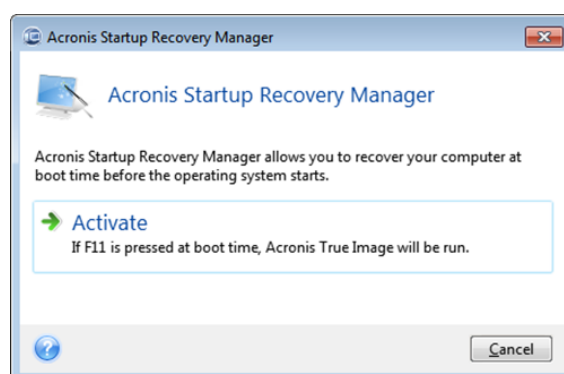 Acronis Startup Recovery Manager
Acronis Startup Recovery Manager
Acronis Startup Recovery Manager allows you to recover your computer at
boot time before the operating system starts.
Activate
If F11 is pressed at boot time, Acronis True Image will be run.
?
Cancel